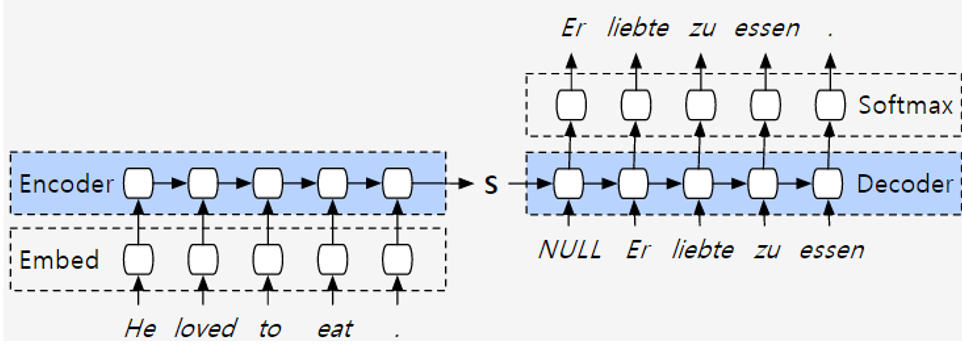 Er liebte zu essen .
Softmax
Encoder
S
Decoder
NULL Er liebte zu essen
Embed
He loved to eat .